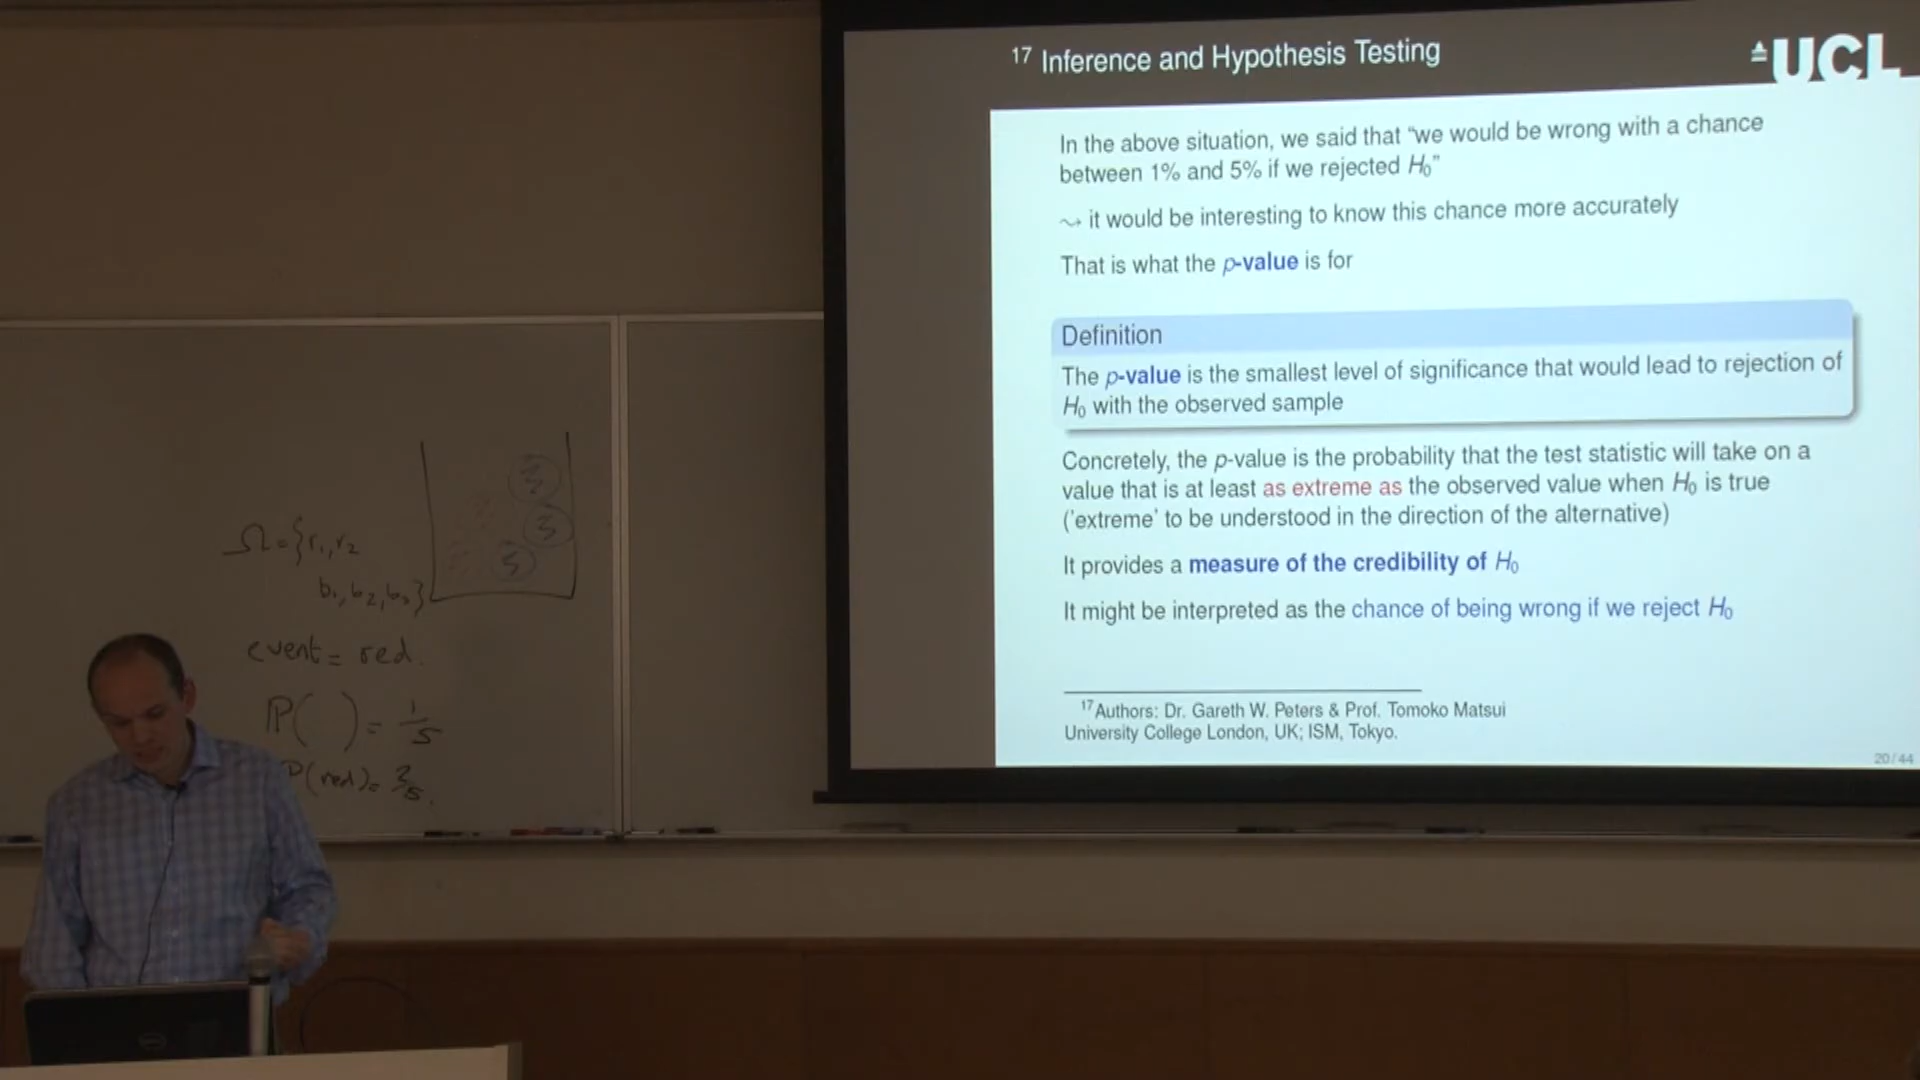 Ω = {r₁, r₂
b₁, b₂, b₃}
event = red.
P( ) = 1/5
P(red) = 2/5.
17 Inference and Hypothesis Testing
UCL
In the above situation, we said that “we would be wrong with a chance
between 1% and 5% if we rejected H₀”
⇝ it would be interesting to know this chance more accurately
That is what the p-value is for
Definition
The p-value is the smallest level of significance that would lead to rejection of
H₀ with the observed sample
Concretely, the p-value is the probability that the test statistic will take on a
value that is at least as extreme as the observed value when H₀ is true
('extreme' to be understood in the direction of the alternative)
It provides a measure of the credibility of H₀
It might be interpreted as the chance of being wrong if we reject H₀
17Authors: Dr. Gareth W. Peters & Prof. Tomoko Matsui
University College London, UK; ISM, Tokyo.
20/44